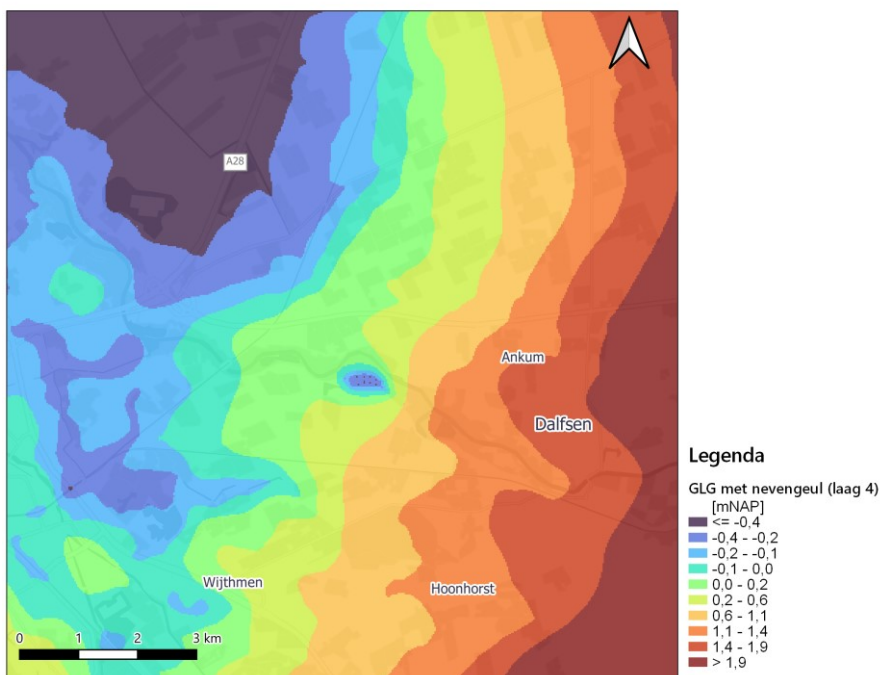 A28
Ankum
Dalfsen
Wijthmen
Hoonhorst
0 1 2 3 km
Legenda
GLG met nevengeul (laag 4)
[mNAP]
<= -0,4
-0,4 - -0,2
-0,2 - -0,1
-0,1 - 0,0
0,0 - 0,2
0,2 - 0,6
0,6 - 1,1
1,1 - 1,4
1,4 - 1,9
> 1,9